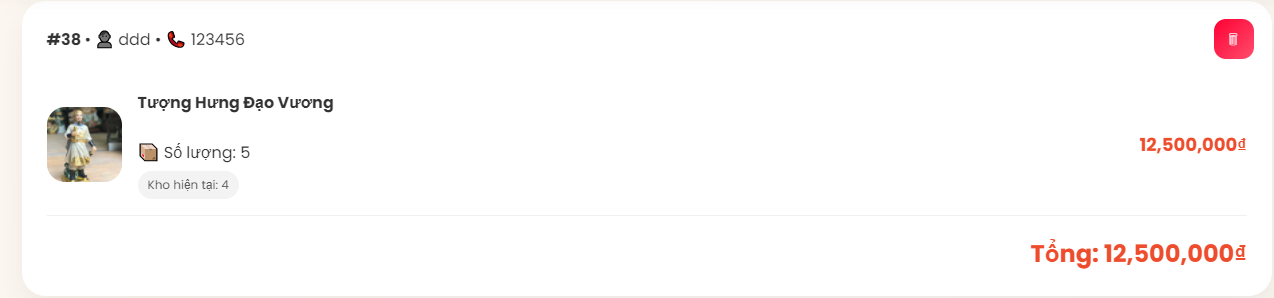 #38 • ddd • 123456
Tượng Hưng Đạo Vương
Số lượng: 5
12,500,000₫
Kho hiện tại: 4
Tổng: 12,500,000₫